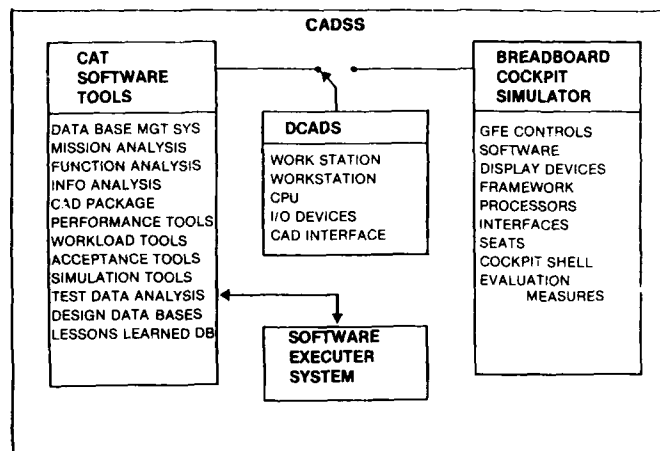 CADSS
CAT
SOFTWARE
TOOLS
DATA BASE MGT SYS
MISSION ANALYSIS
FUNCTION ANALYSIS
INFO ANALYSIS
CAD PACKAGE
PERFORMANCE TOOLS
WORKLOAD TOOLS
ACCEPTANCE TOOLS
SIMULATION TOOLS
TEST DATA ANALYSIS
DESIGN DATA BASES
LESSONS LEARNED DB
DCADS
WORK STATION
WORKSTATION
CPU
I/O DEVICES
CAD INTERFACE
SOFTWARE
EXECUTER
SYSTEM
BREADBOARD
COCKPIT
SIMULATOR
GFE CONTROLS
SOFTWARE
DISPLAY DEVICES
FRAMEWORK
PROCESSORS
INTERFACES
SEATS
COCKPIT SHELL
EVALUATION
MEASURES